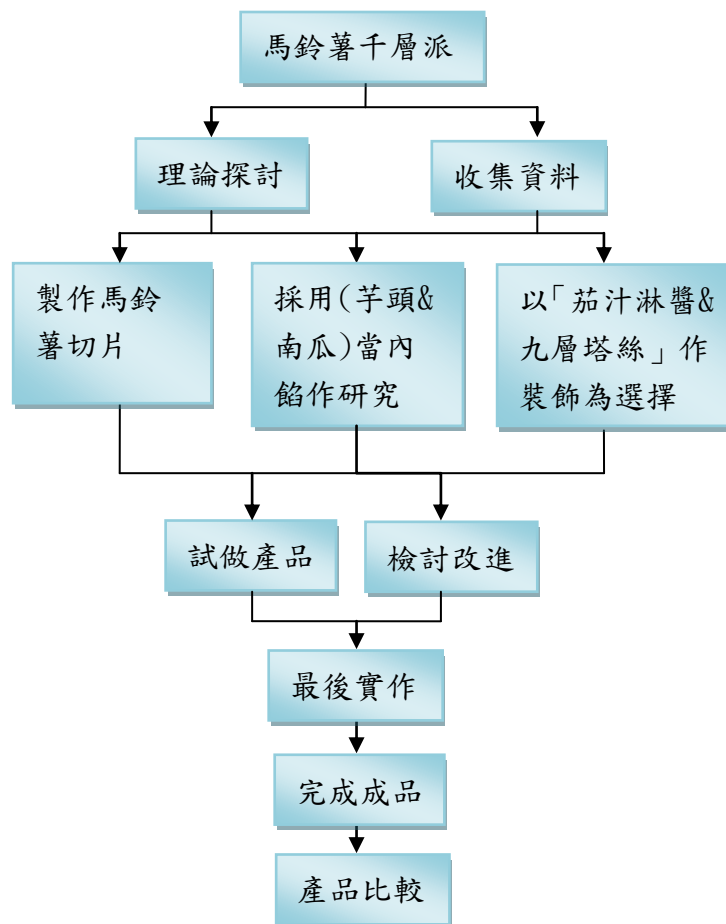 馬鈴薯千層派
理論探討
收集資料
製作馬鈴
薯切片
採用(芋頭&
南瓜)當內
餡作研究
以「茄汁淋醬&
九層塔絲」作
裝飾為選擇
試做產品
檢討改進
最後實作
完成成品
產品比較